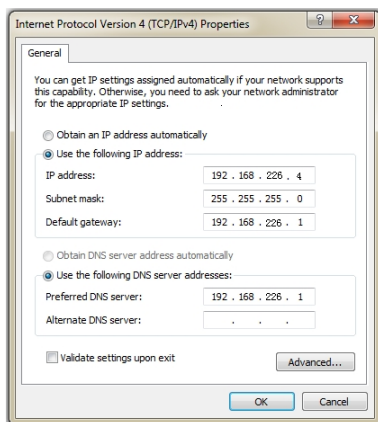 Internet Protocol Version 4 (TCP/IPv4) Properties
General
You can get IP settings assigned automatically if your network supports
this capability. Otherwise, you need to ask your network administrator
for the appropriate IP settings.
Obtain an IP address automatically
Use the following IP address:
IP address: 192 . 168 . 226 . 4
Subnet mask: 255 . 255 . 255 . 0
Default gateway: 192 . 168 . 226 . 1
Obtain DNS server address automatically
Use the following DNS server addresses:
Preferred DNS server: 192 . 168 . 226 . 1
Alternate DNS server: . . .
Validate settings upon exit
Advanced...
OK Cancel